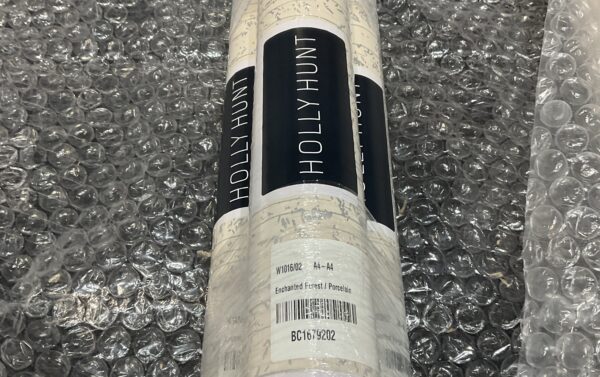 HOLLY HUNT
HOLLY HUNT
W1016/02 A4-A4
Enchanted Forest / Porcelain
BC1679202